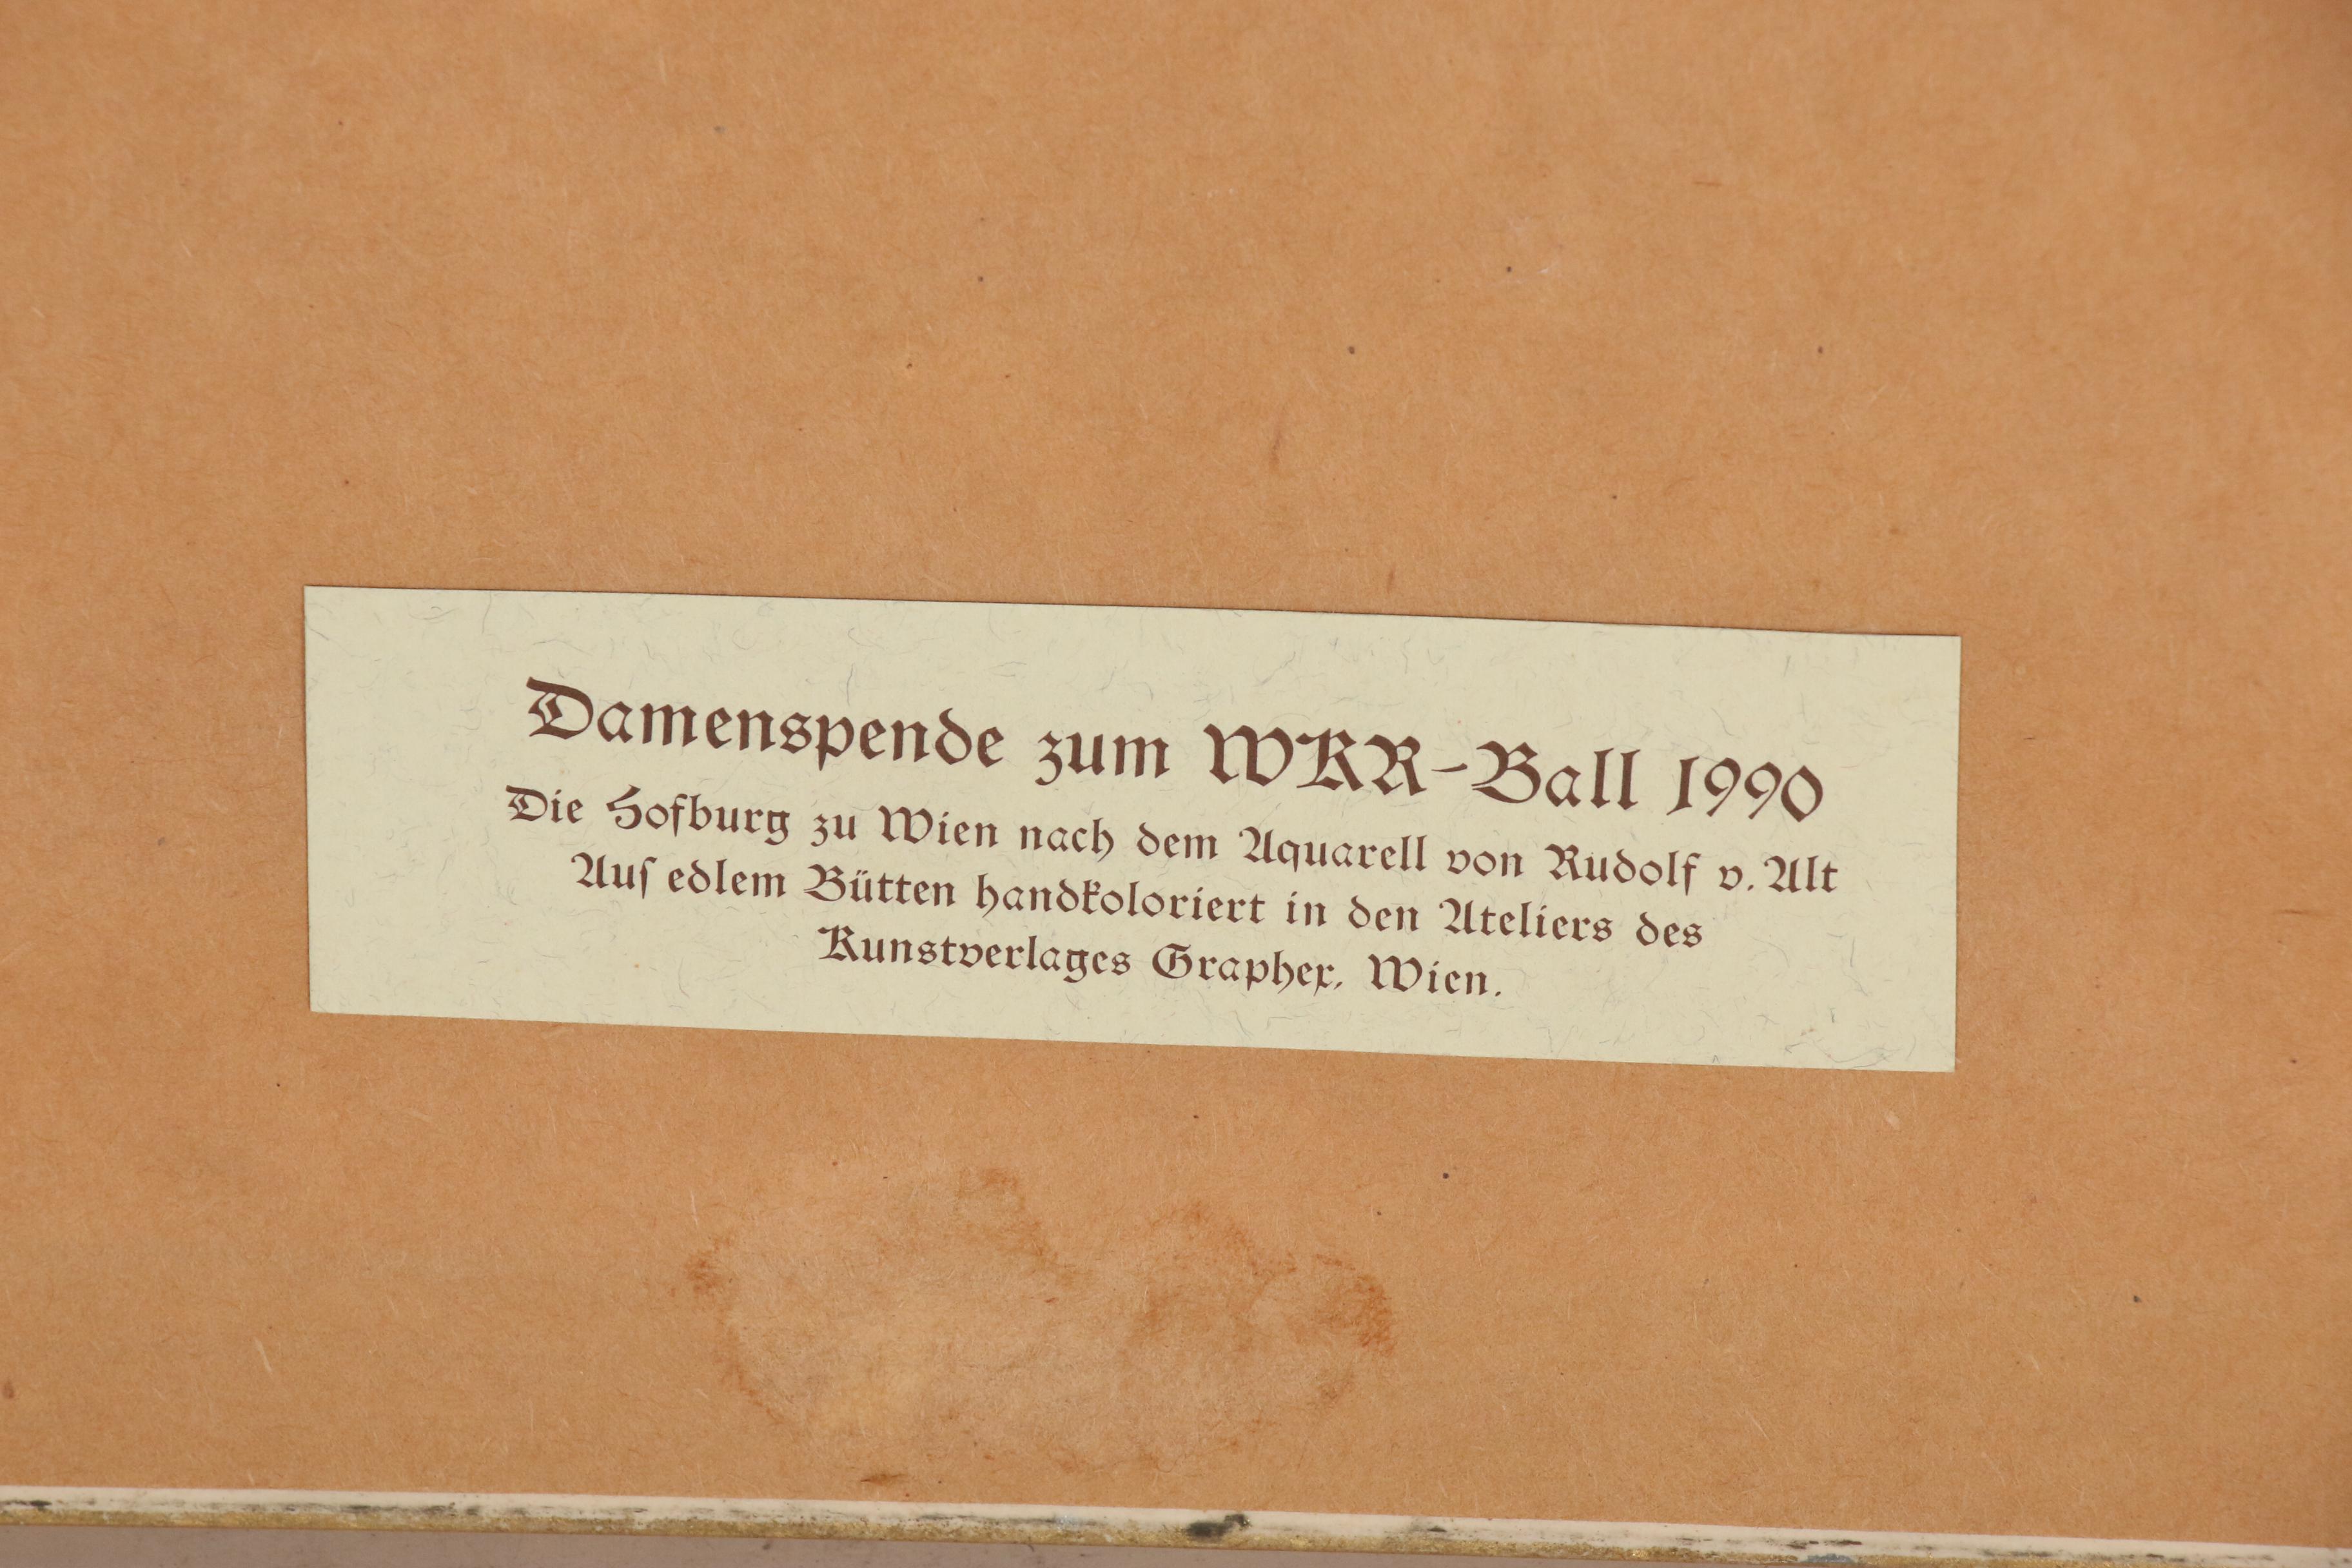 Damenspende zum WKR-Ball 1990
Die Hofburg zu Wien nach dem Aquarell von Rudolf v. Alt
Auf edlem Bütten handkoloriert in den Ateliers des
Kunstverlages Graphex, Wien.